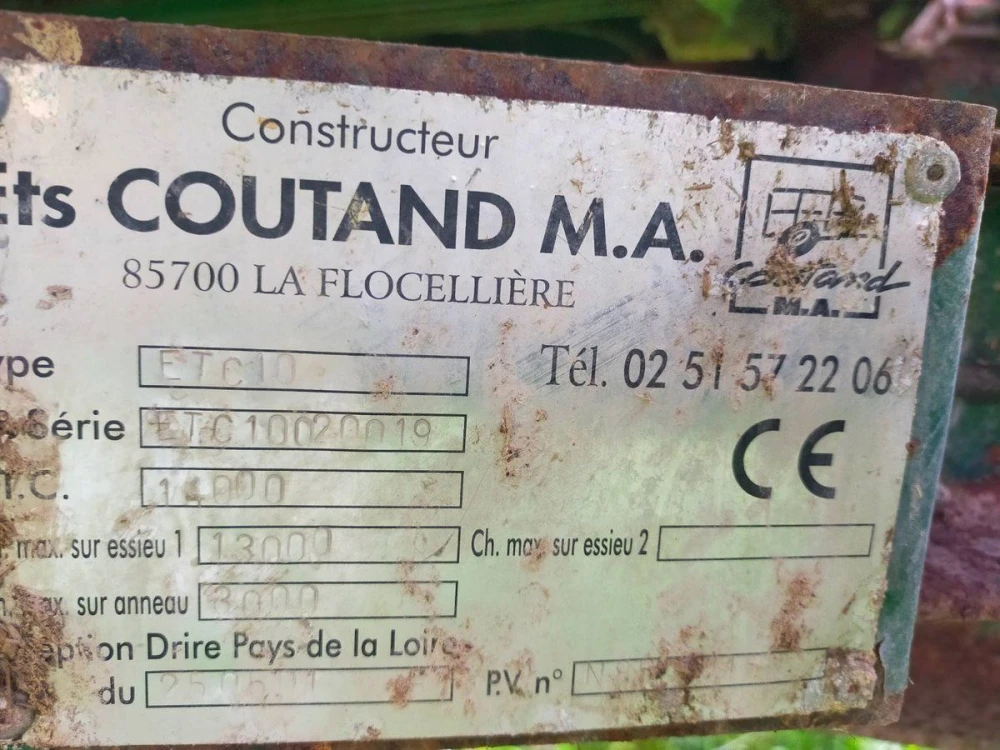 Constructeur
Ets COUTAND M.A.
85700 LA FLOCELLIÈRE
Coutand
M.A.
ype ETC10
Tél. 02 51 57 22 06
Série ETC10020019
T.C. 14000
CE
max. sur essieu 1 13000 Ch. max. sur essieu 2
max. sur anneau 3000
eption Drire Pays de la Loire
du P.V. n°